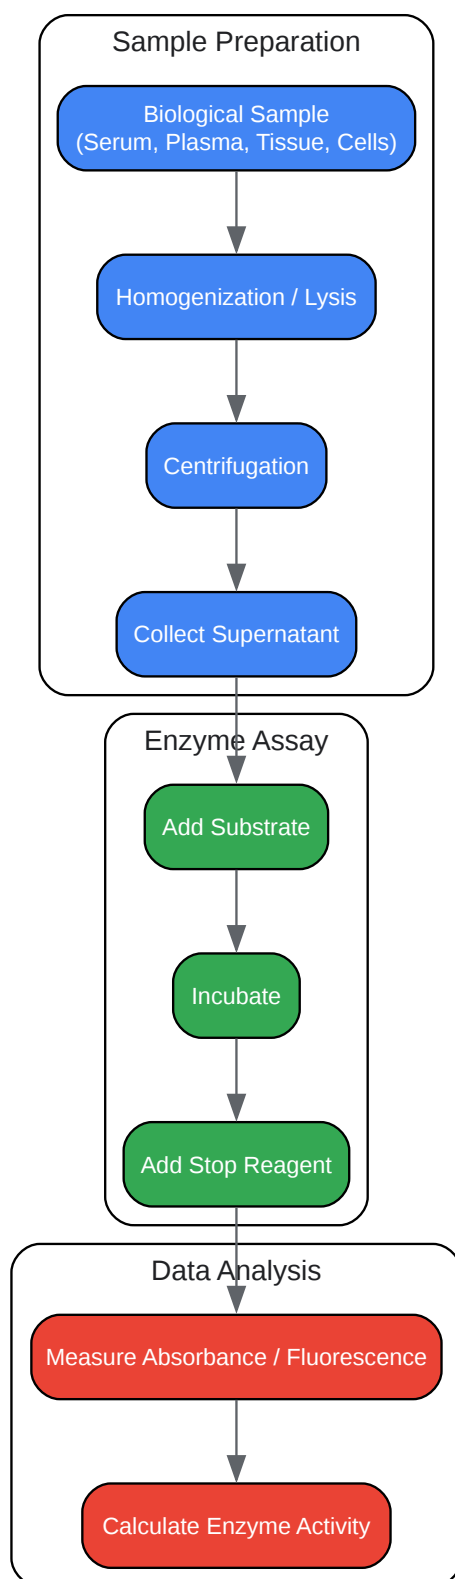 Sample Preparation
Biological Sample
(Serum, Plasma, Tissue, Cells)
Homogenization / Lysis
Centrifugation
Collect Supernatant
Enzyme Assay
Add Substrate
Incubate
Add Stop Reagent
Data Analysis
Measure Absorbance / Fluorescence
Calculate Enzyme Activity